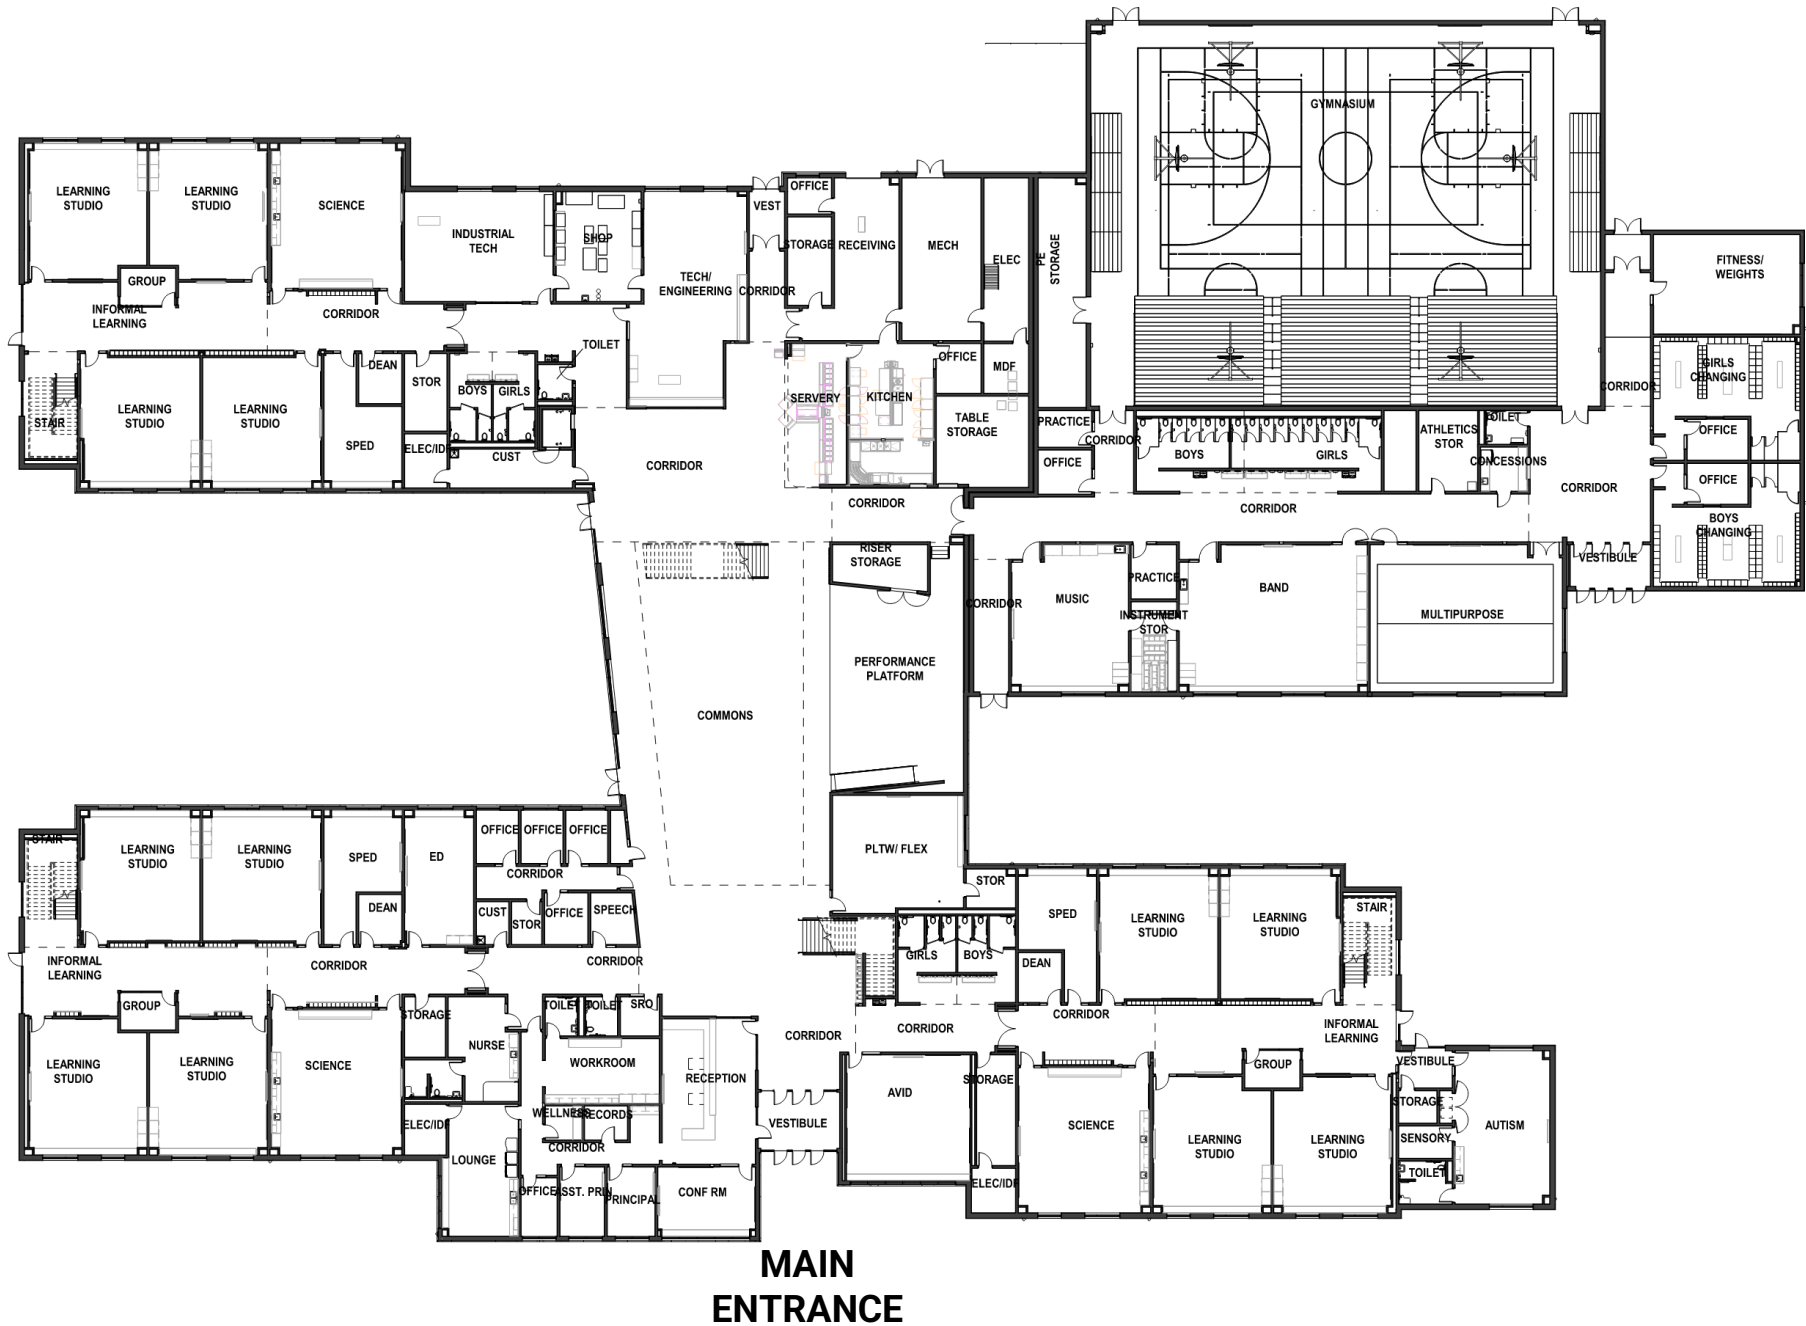 GYMNASIUM
LEARNING
STUDIO
LEARNING
STUDIO
SCIENCE
INDUSTRIAL
TECH
SHOP
TECH/
ENGINEERING
VEST
OFFICE
STORAGE
RECEIVING
MECH
ELEC
PE
STORAGE
FITNESS/
WEIGHTS
GROUP
INFORMAL
LEARNING
CORRIDOR
CORRIDOR
TOILET
DEAN
STOR
BOYS
GIRLS
LEARNING
STUDIO
LEARNING
STUDIO
STAIR
SPED
ELEC/IDF
CUST
CORRIDOR
SERVERY
KITCHEN
OFFICE
MDF
TABLE
STORAGE
PRACTICE
OFFICE
CORRIDOR
BOYS
GIRLS
ATHLETICS
STOR
TOILET
CONCESSIONS
CORRIDOR
GIRLS
CHANGING
OFFICE
OFFICE
BOYS
CHANGING
CORRIDOR
CORRIDOR
CORRIDOR
VESTIBULE
RISER
STORAGE
CORRIDOR
MUSIC
PRACTICE
INSTRUMENT
STOR
BAND
MULTIPURPOSE
PERFORMANCE
PLATFORM
COMMONS
STAIR
LEARNING
STUDIO
LEARNING
STUDIO
SPED
DEAN
ED
OFFICE
OFFICE
OFFICE
CORRIDOR
CUST
STOR
OFFICE
SPEECH
CORRIDOR
PLTW/ FLEX
STOR
GIRLS
BOYS
SPED
DEAN
LEARNING
STUDIO
LEARNING
STUDIO
STAIR
INFORMAL
LEARNING
CORRIDOR
GROUP
STORAGE
NURSE
TOILET
TOILET
SRO
LEARNING
STUDIO
LEARNING
STUDIO
SCIENCE
WORKROOM
RECEPTION
CORRIDOR
CORRIDOR
CORRIDOR
INFORMAL
LEARNING
ELEC/IDF
LOUNGE
WELLNESS
RECORDS
CORRIDOR
VESTIBULE
AVID
STORAGE
GROUP
VESTIBULE
STORAGE
SENSORY
TOILET
AUTISM
SCIENCE
LEARNING
STUDIO
LEARNING
STUDIO
OFFICE
ASST. PRIN
PRINCIPAL
CONF RM
ELEC/IDF
MAIN
ENTRANCE